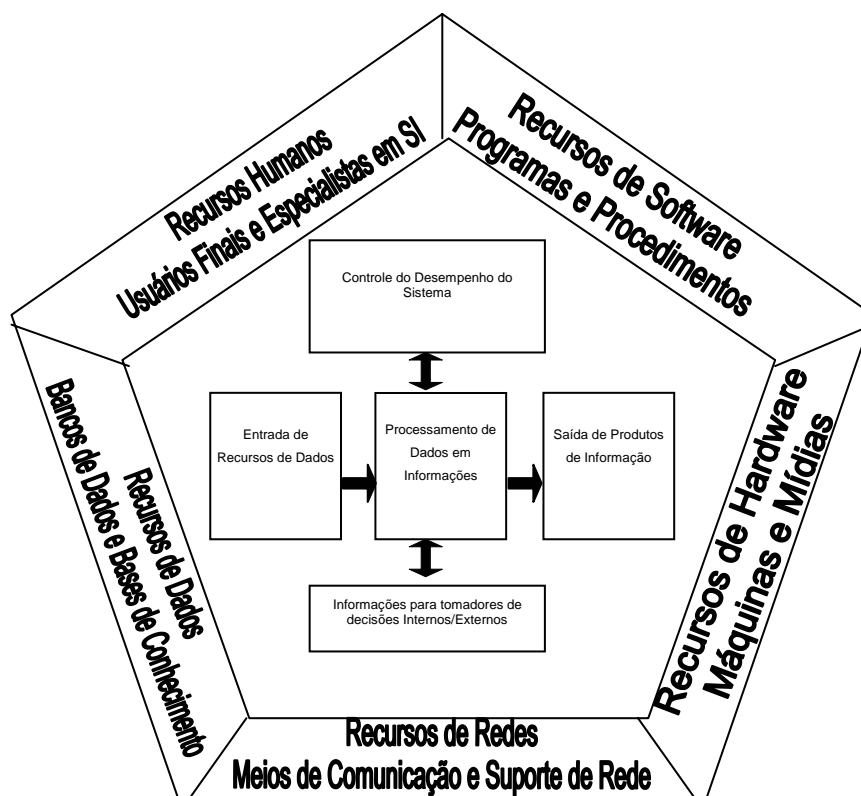 Recursos Humanos
Usuários Finais e Especialistas em SI
Recursos de Software
Programas e Procedimentos
Controle do Desempenho do
Sistema
Entrada de
Recursos de Dados
Processamento de
Dados em
Informações
Saída de Produtos
de Informação
Informações para tomadores de
decisões Internos/Externos
Recursos de Dados
Bancos de Dados e Bases de Conhecimento
Recursos de Hardware
Máquinas e Mídias
Recursos de Redes
Meios de Comunicação e Suporte de Rede